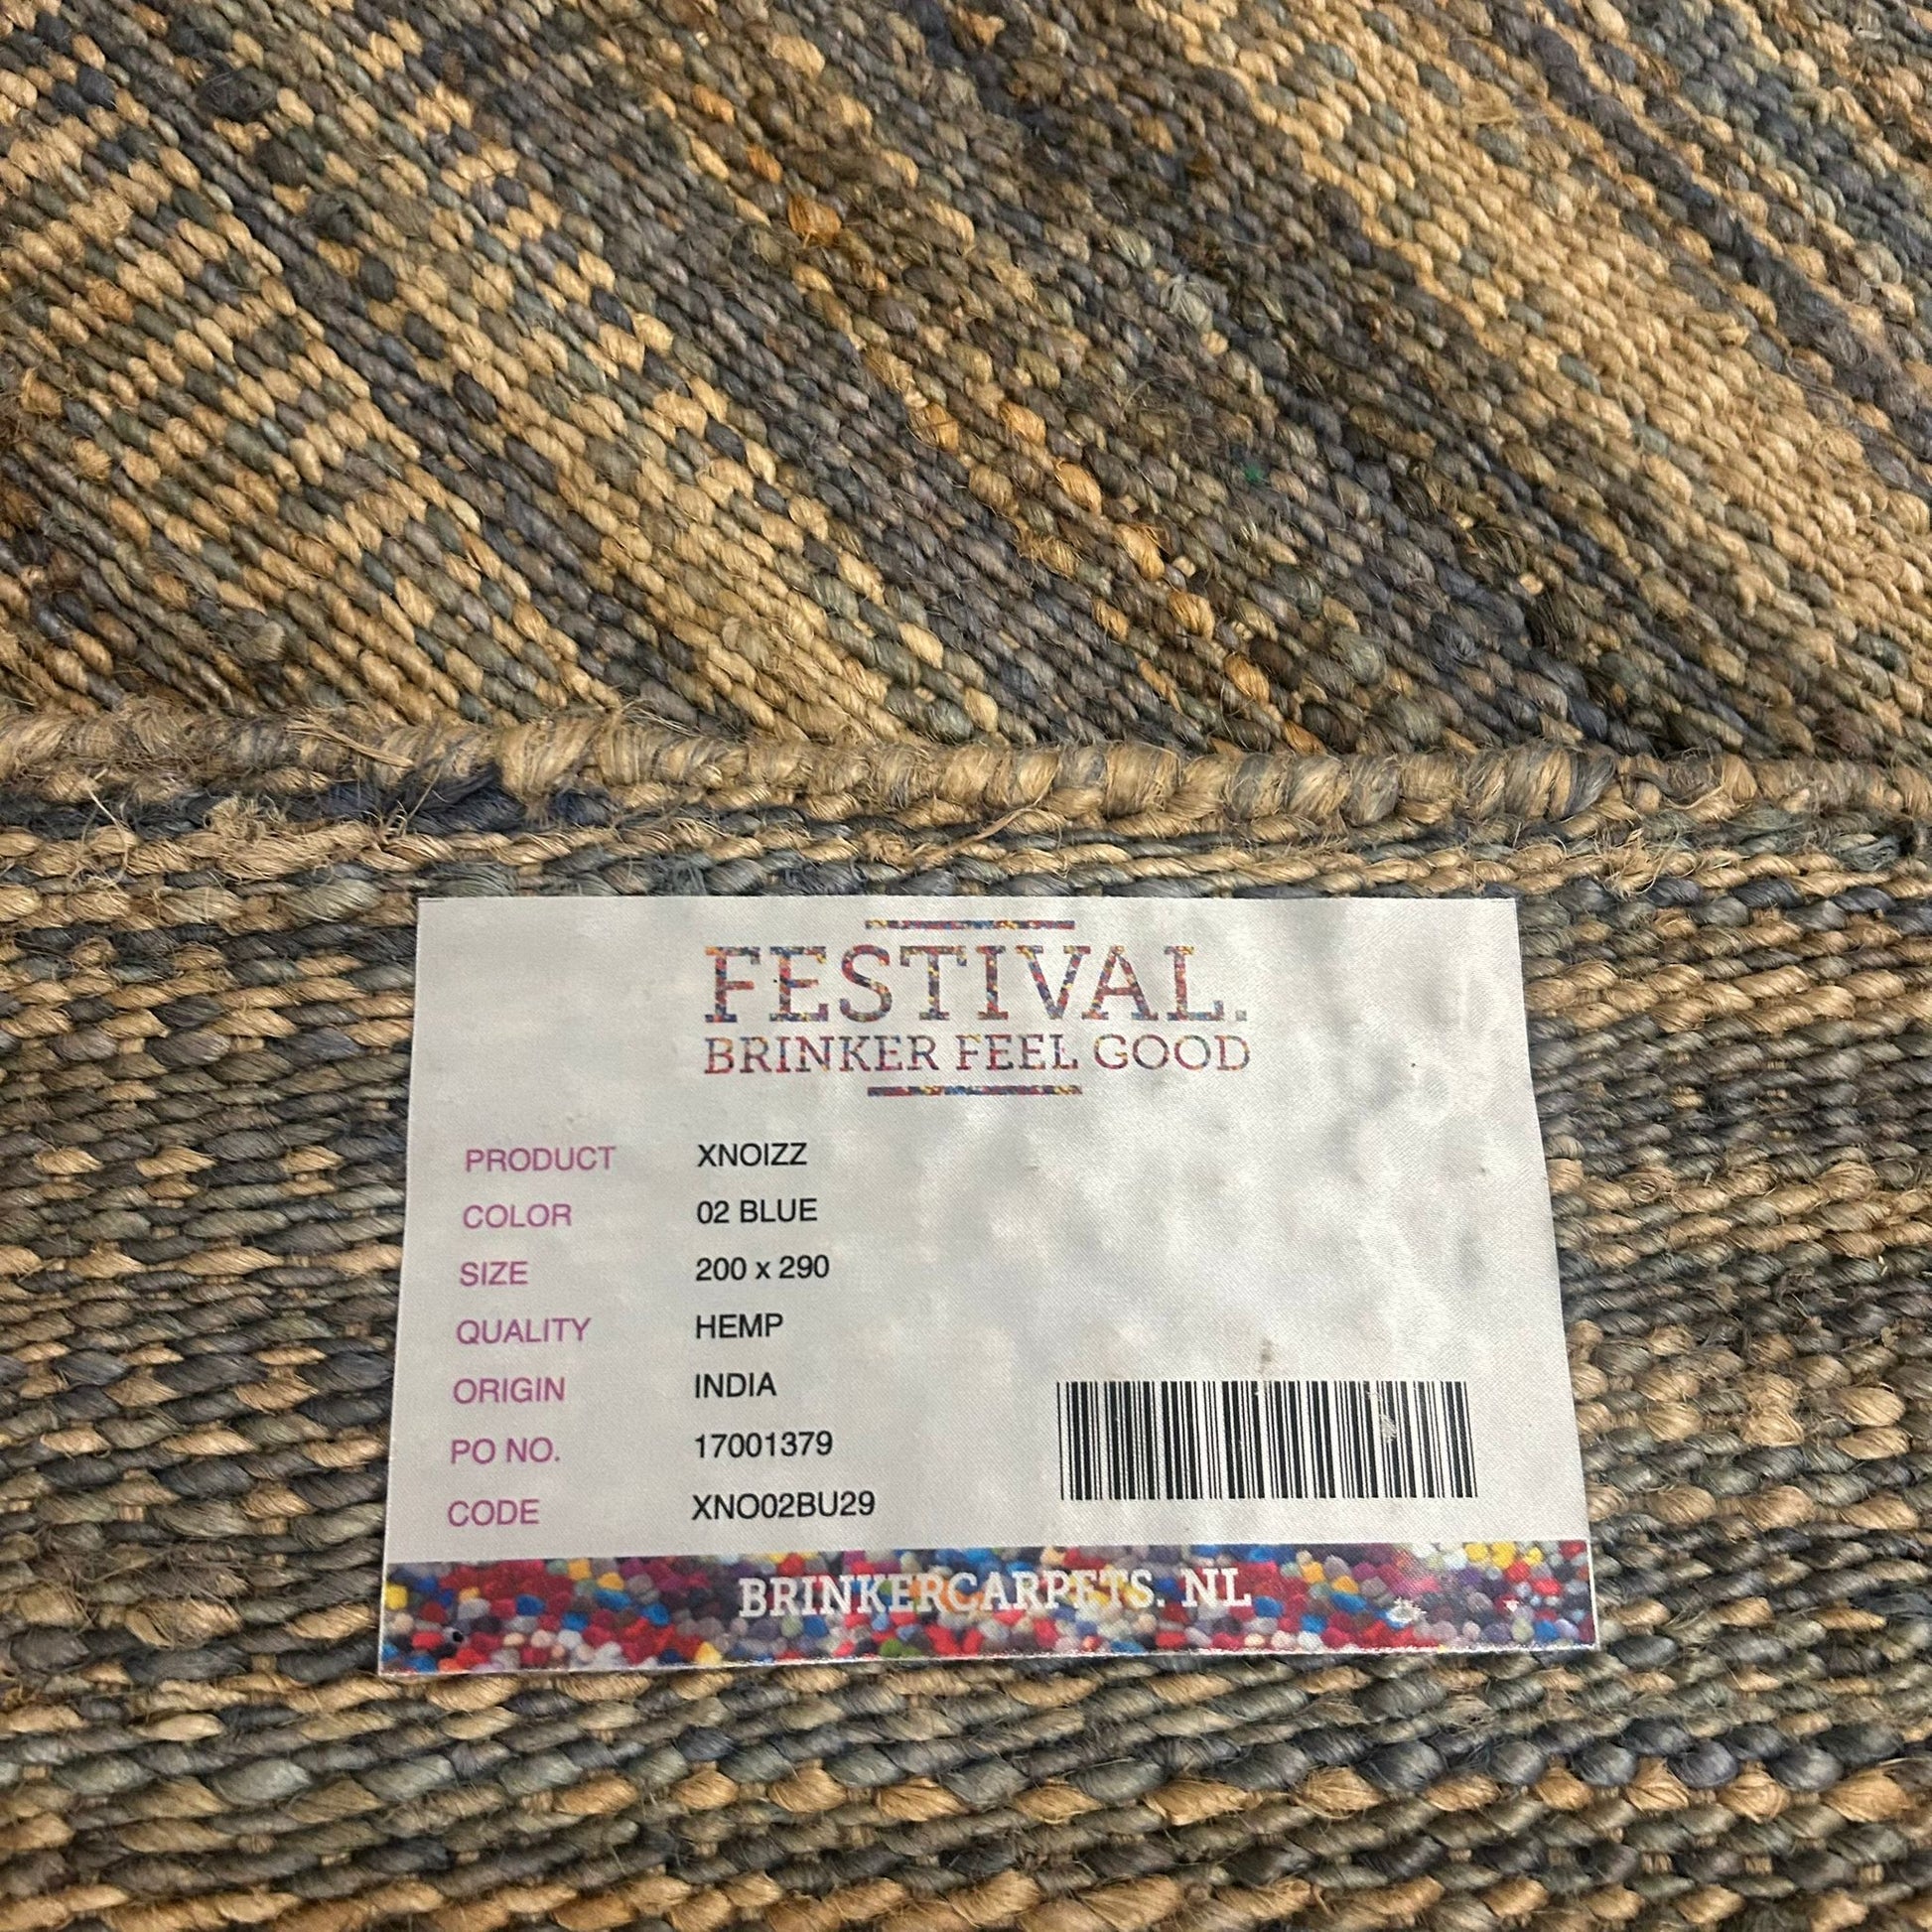 FESTIVAL.
BRINKER FEEL GOOD
PRODUCT XNOIZZ
COLOR 02 BLUE
SIZE 200 x 290
QUALITY HEMP
ORIGIN INDIA
PO NO. 17001379
CODE XNO02BU29
BRINKERCARPETS. NL